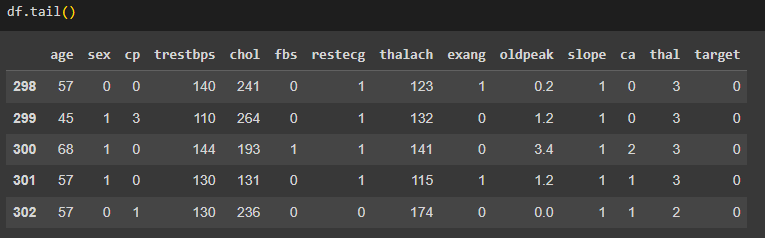 df.tail()
age sex cp trestbps chol fbs restecg thalach exang oldpeak slope ca thal target
298 57 0 0 140 241 0 1 123 1 0.2 1 0 3 0
299 45 1 3 110 264 0 1 132 0 1.2 1 0 3 0
300 68 1 0 144 193 1 1 141 0 3.4 1 2 3 0
301 57 1 0 130 131 0 1 115 1 1.2 1 1 3 0
302 57 0 1 130 236 0 0 174 0 0.0 1 1 2 0